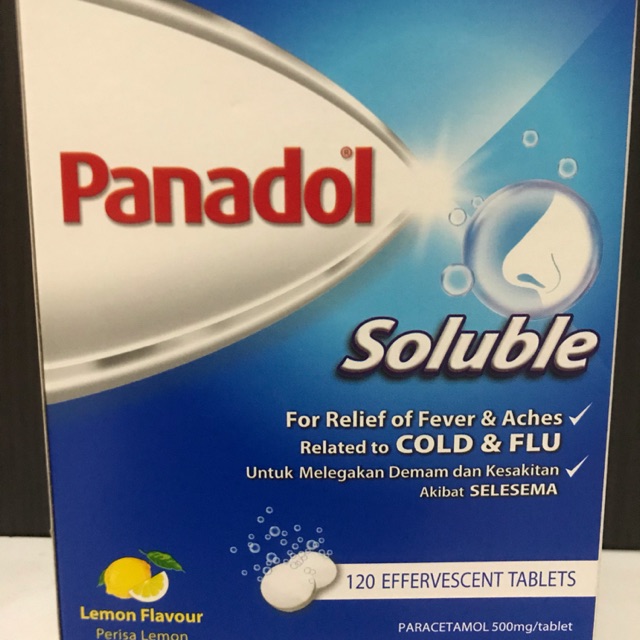 Panadol®
Soluble
For Relief of Fever & Aches
Related to COLD & FLU
Untuk Melegakan Demam dan Kesakitan
Akibat SELESEMA
120 EFFERVESCENT TABLETS
Lemon Flavour
Perisa Lemon
PARACETAMOL 500mg/tablet